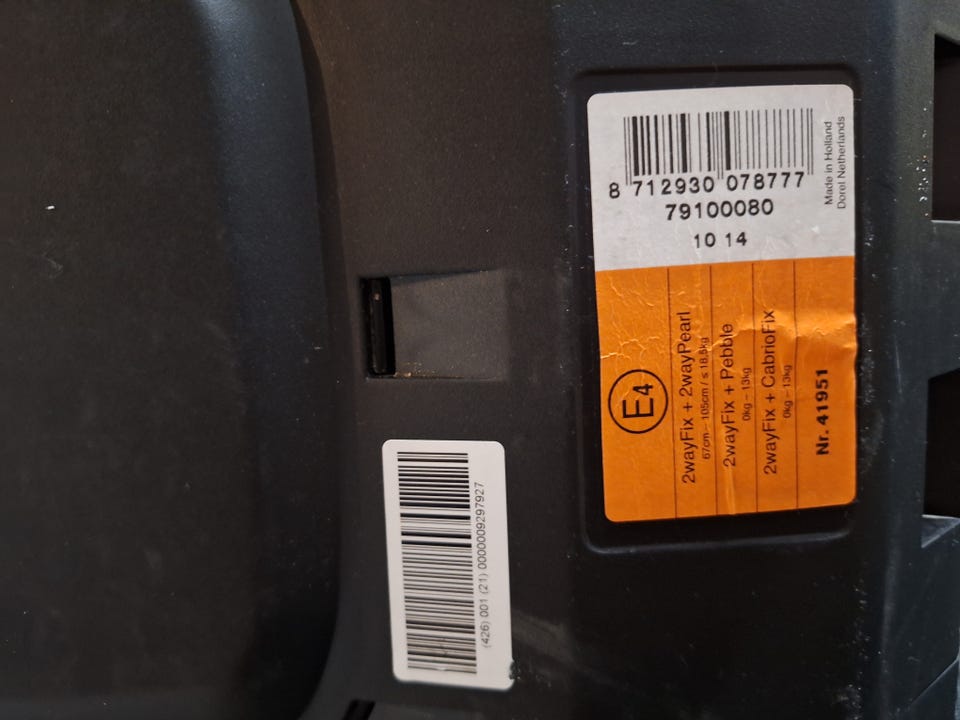 8 712930 078777
79100080
10 14
Made in Holland
Dorel Netherlands
E4
2wayFix + 2wayPearl
67cm – 105cm / ≤ 18,5kg
2wayFix + Pebble
0kg – 13kg
2wayFix + CabrioFix
0kg – 13kg
Nr. 41951
(426) 001 (21) 0000009297927